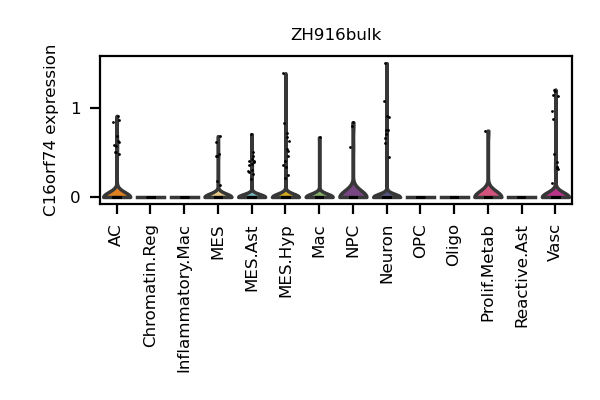 ZH916bulk
C16orf74 expression
1
0
AC
Chromatin.Reg
Inflammatory.Mac
MES
MES.Ast
MES.Hyp
Mac
NPC
Neuron
OPC
Oligo
Prolif.Metab
Reactive.Ast
Vasc